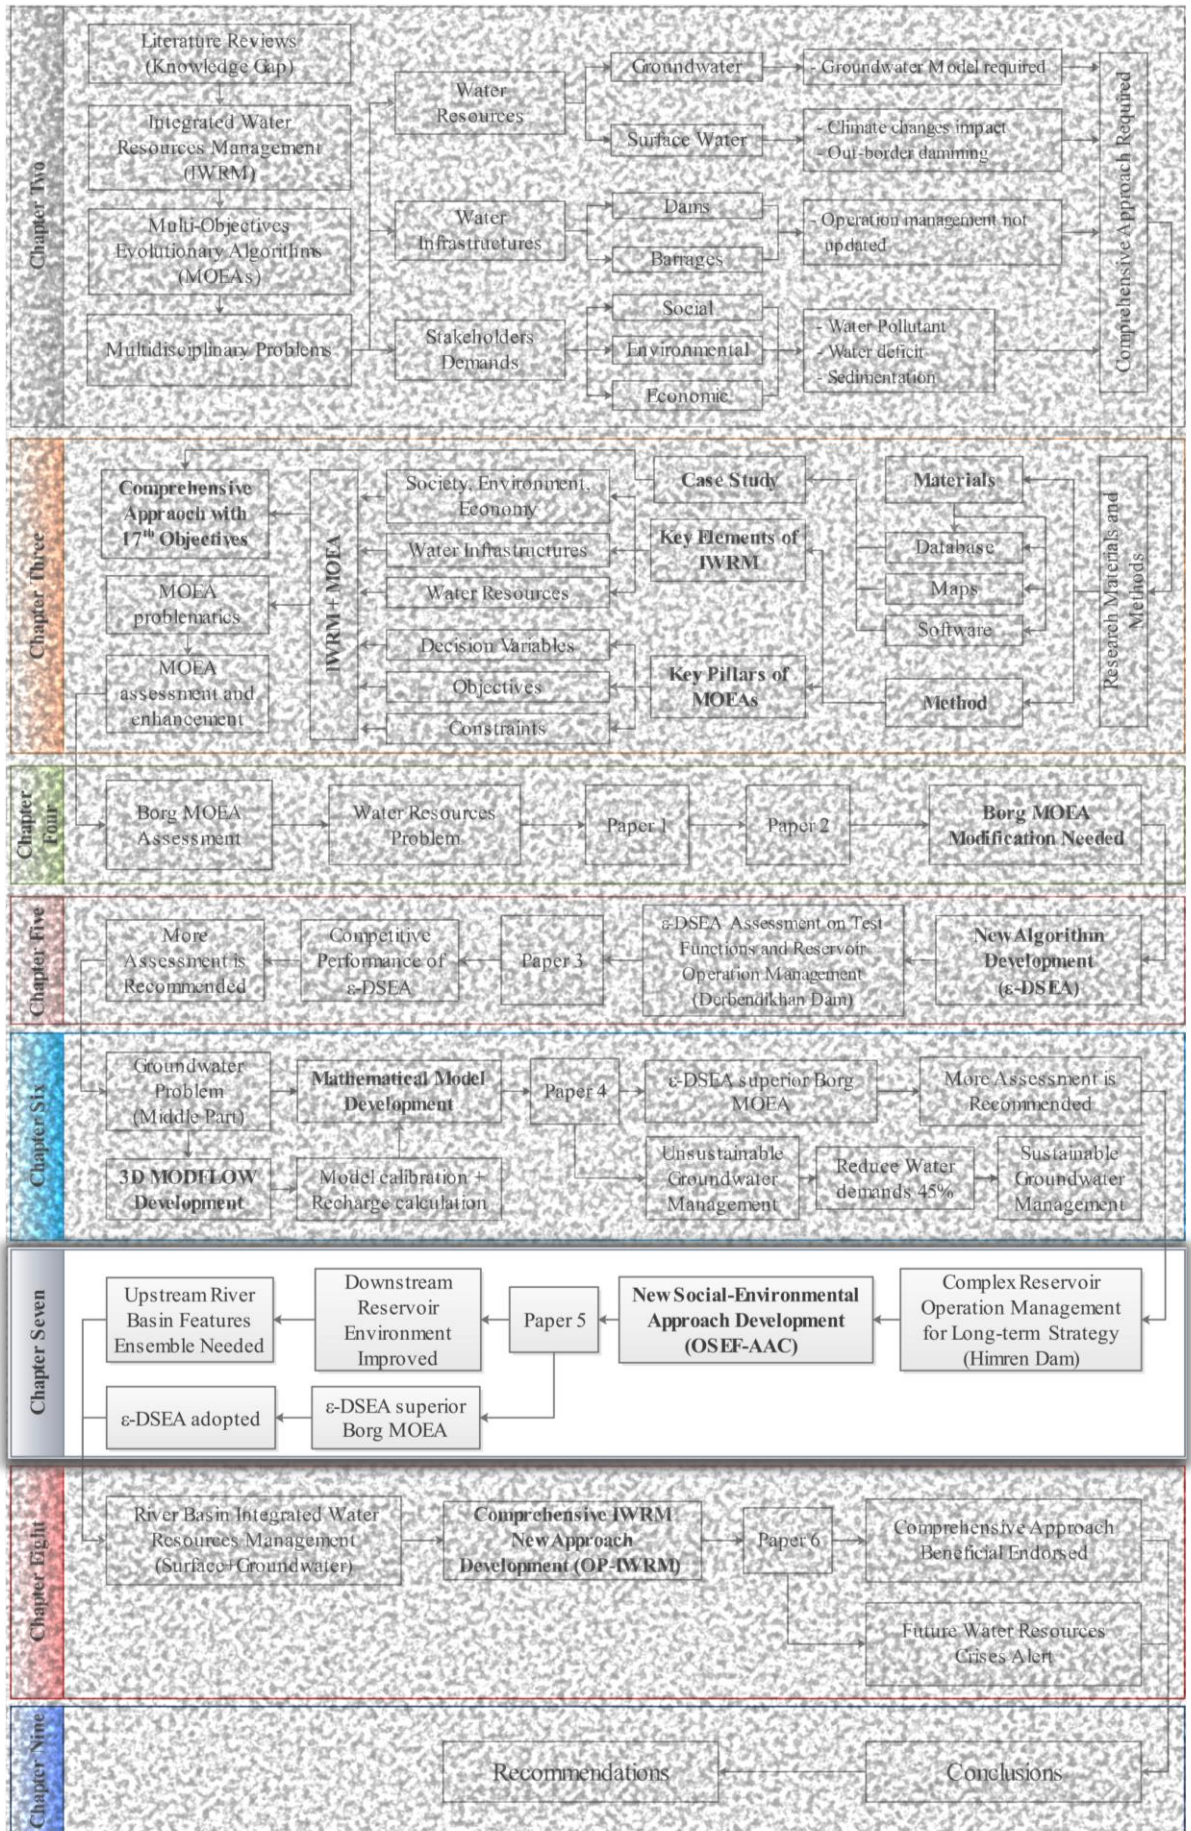 Chapter Two
Literature Reviews
(Knowledge Gap)
Integrated Water
Resources Management
(IWRM)
Multi-Objectives
Evolutionary Algorithms
(MOEAs)
Multidisciplinary Problems
Water
Resources
Water
Infrastructures
Stakeholders
Demands
Groundwater
Surface Water
Dams
Barrages
Social
Environmental
Economic
- Groundwater Model required
- Climate changes impact
- Out-border damming
- Operation management not
updated
- Water Pollutant
- Water deficit
- Sedimentation
Comprehensive Approach Required
Chapter Three
Comprehensive
Appraoch with
17th Objectives
MOEA
problematics
MOEA
assessment and
enhancement
IWRM + MOEA
Society, Environment,
Economy
Water Infrastructures
Water Resources
Decision Variables
Objectives
Constraints
Case Study
Key Elements of
IWRM
Key Pillars of
MOEAs
Materials
Database
Maps
Software
Method
Research Materials and
Methods
Chapter
Four
Borg MOEA
Assessment
Water Resources
Problem
Paper 1
Paper 2
Borg MOEA
Modification Needed
Chapter Five
More
Assessment is
Recommended
Competitive
Performance of
ε-DSEA
Paper 3
ε-DSEA Assessment on Test
Functions and Reservoir
Operation Management
(Derbendikhan Dam)
New Algorithm
Development
(ε-DSEA)
Chapter Six
Groundwater
Problem
(Middle Part)
Mathematical Model
Development
Paper 4
ε-DSEA superior Borg
MOEA
More Assessment is
Recommended
3D MODFLOW
Development
Model calibration +
Recharge calculation
Unsustainable
Groundwater
Management
Reduce Water
demands 45%
Sustainable
Groundwater
Management
Chapter Seven
Upstream River
Basin Features
Ensemble Needed
Downstream
Reservoir
Environment
Improved
Paper 5
New Social-Environmental
Approach Development
(OSEF-AAC)
Complex Reservoir
Operation Management
for Long-term Strategy
(Himren Dam)
ε-DSEA adopted
ε-DSEA superior
Borg MOEA
Chapter Eight
River Basin Integrated Water
Resources Management
(Surface+Groundwater)
Comprehensive IWRM
New Approach
Development (OP-IWRM)
Paper 6
Comprehensive Approach
Beneficial Endorsed
Future Water Resources
Crises Alert
Chapter Nine
Recommendations
Conclusions